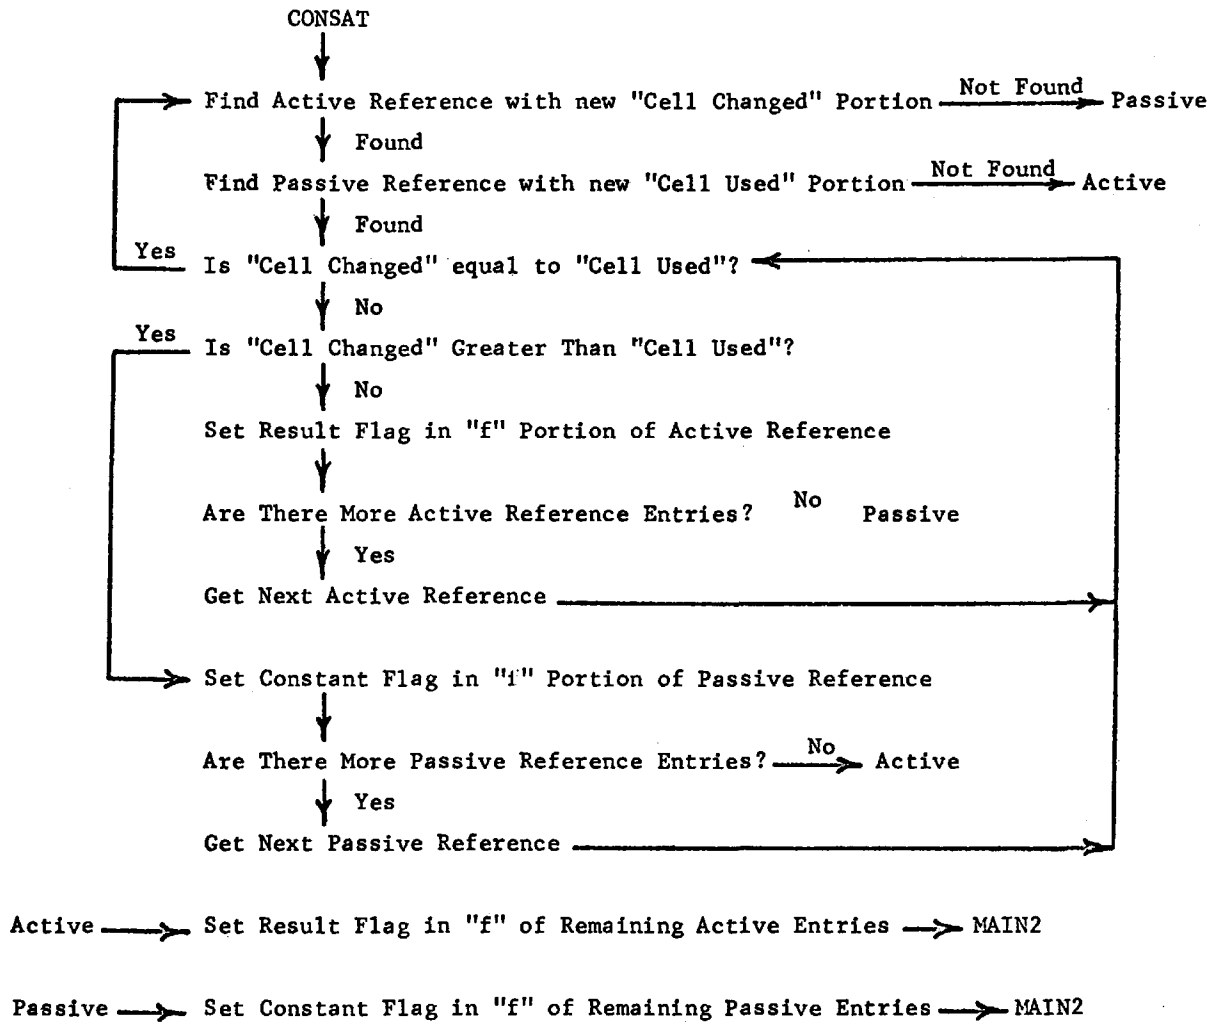 CONSAT
Find Active Reference with new "Cell Changed" Portion Not Found Passive
Found
Find Passive Reference with new "Cell Used" Portion Not Found Active
Found
Yes Is "Cell Changed" equal to "Cell Used"?
No
Yes Is "Cell Changed" Greater Than "Cell Used"?
No
Set Result Flag in "f" Portion of Active Reference
Are There More Active Reference Entries? No Passive
Yes
Get Next Active Reference
Set Constant Flag in "f" Portion of Passive Reference
Are There More Passive Reference Entries? No Active
Yes
Get Next Passive Reference
Active Set Result Flag in "f" of Remaining Active Entries MAIN2
Passive Set Constant Flag in "f" of Remaining Passive Entries MAIN2